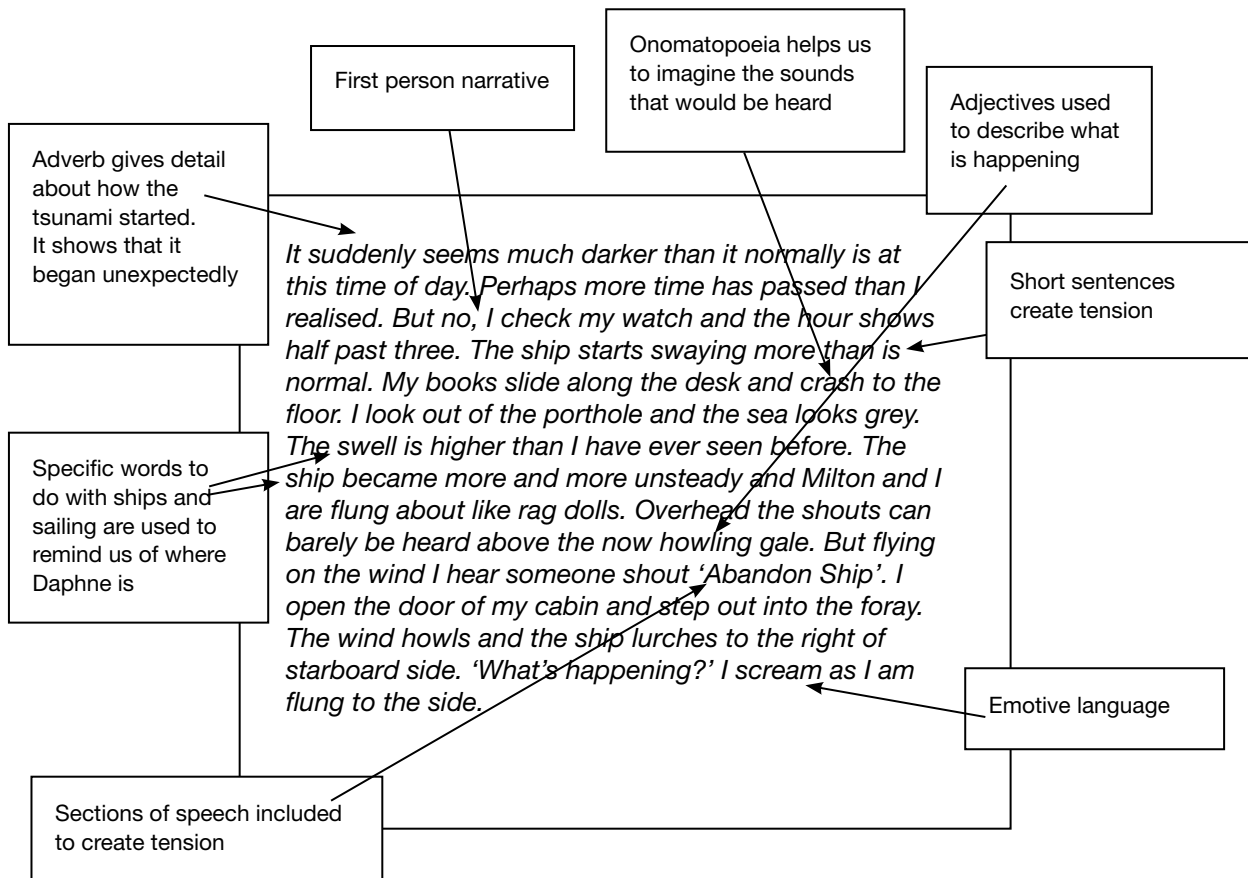 First person narrative
Onomatopoeia helps us
to imagine the sounds
that would be heard
Adjectives used
to describe what
is happening
Adverb gives detail
about how the
tsunami started.
It shows that it
began unexpectedly
Short sentences
create tension
It suddenly seems much darker than it normally is at
this time of day. Perhaps more time has passed than I
realised. But no, I check my watch and the hour shows
half past three. The ship starts swaying more than is
normal. My books slide along the desk and crash to the
floor. I look out of the porthole and the sea looks grey.
The swell is higher than I have ever seen before. The
ship became more and more unsteady and Milton and I
are flung about like rag dolls. Overhead the shouts can
barely be heard above the now howling gale. But flying
on the wind I hear someone shout ‘Abandon Ship’. I
open the door of my cabin and step out into the foray.
The wind howls and the ship lurches to the right of
starboard side. ‘What’s happening?’ I scream as I am
flung to the side.
Specific words to
do with ships and
sailing are used to
remind us of where
Daphne is
Emotive language
Sections of speech included
to create tension